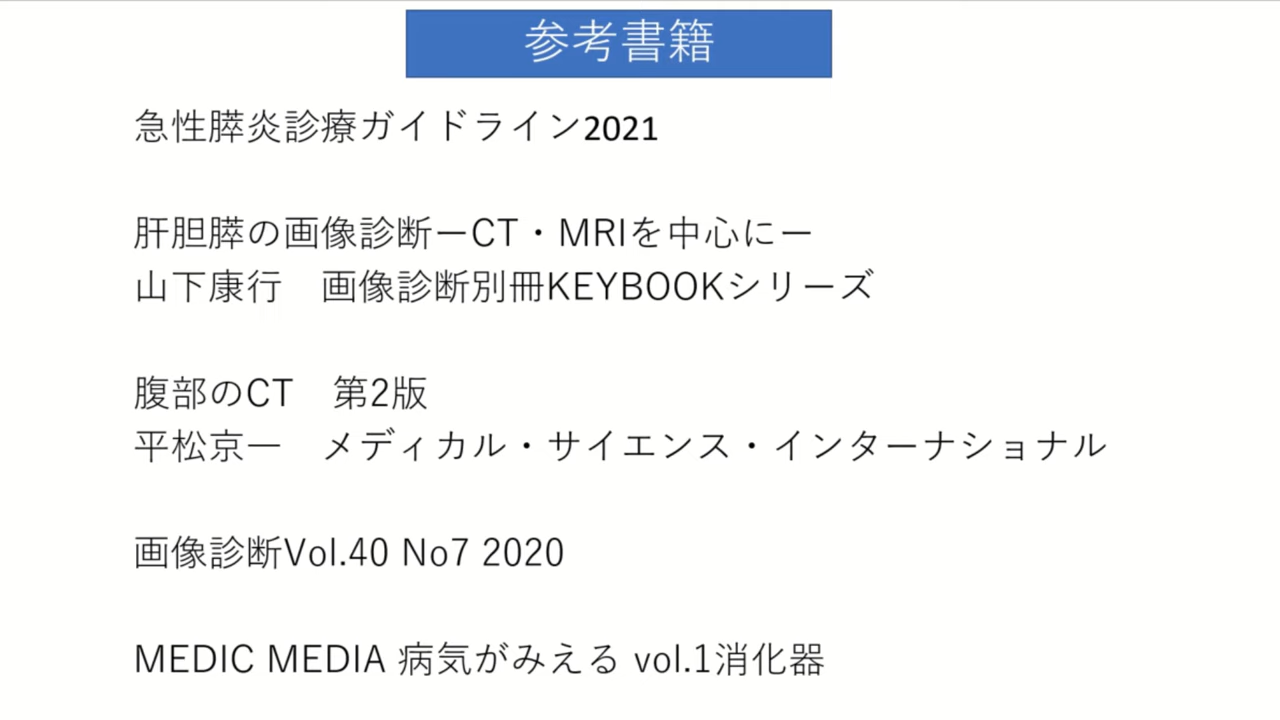 参考書籍
急性膵炎診療ガイドライン2021
肝胆膵の画像診断ーCT・MRIを中心にー
山下康行　画像診断別冊KEYBOOKシリーズ
腹部のCT　第2版
平松京一　メディカル・サイエンス・インターナショナル
画像診断Vol.40 No7 2020
MEDIC MEDIA 病気がみえる vol.1消化器